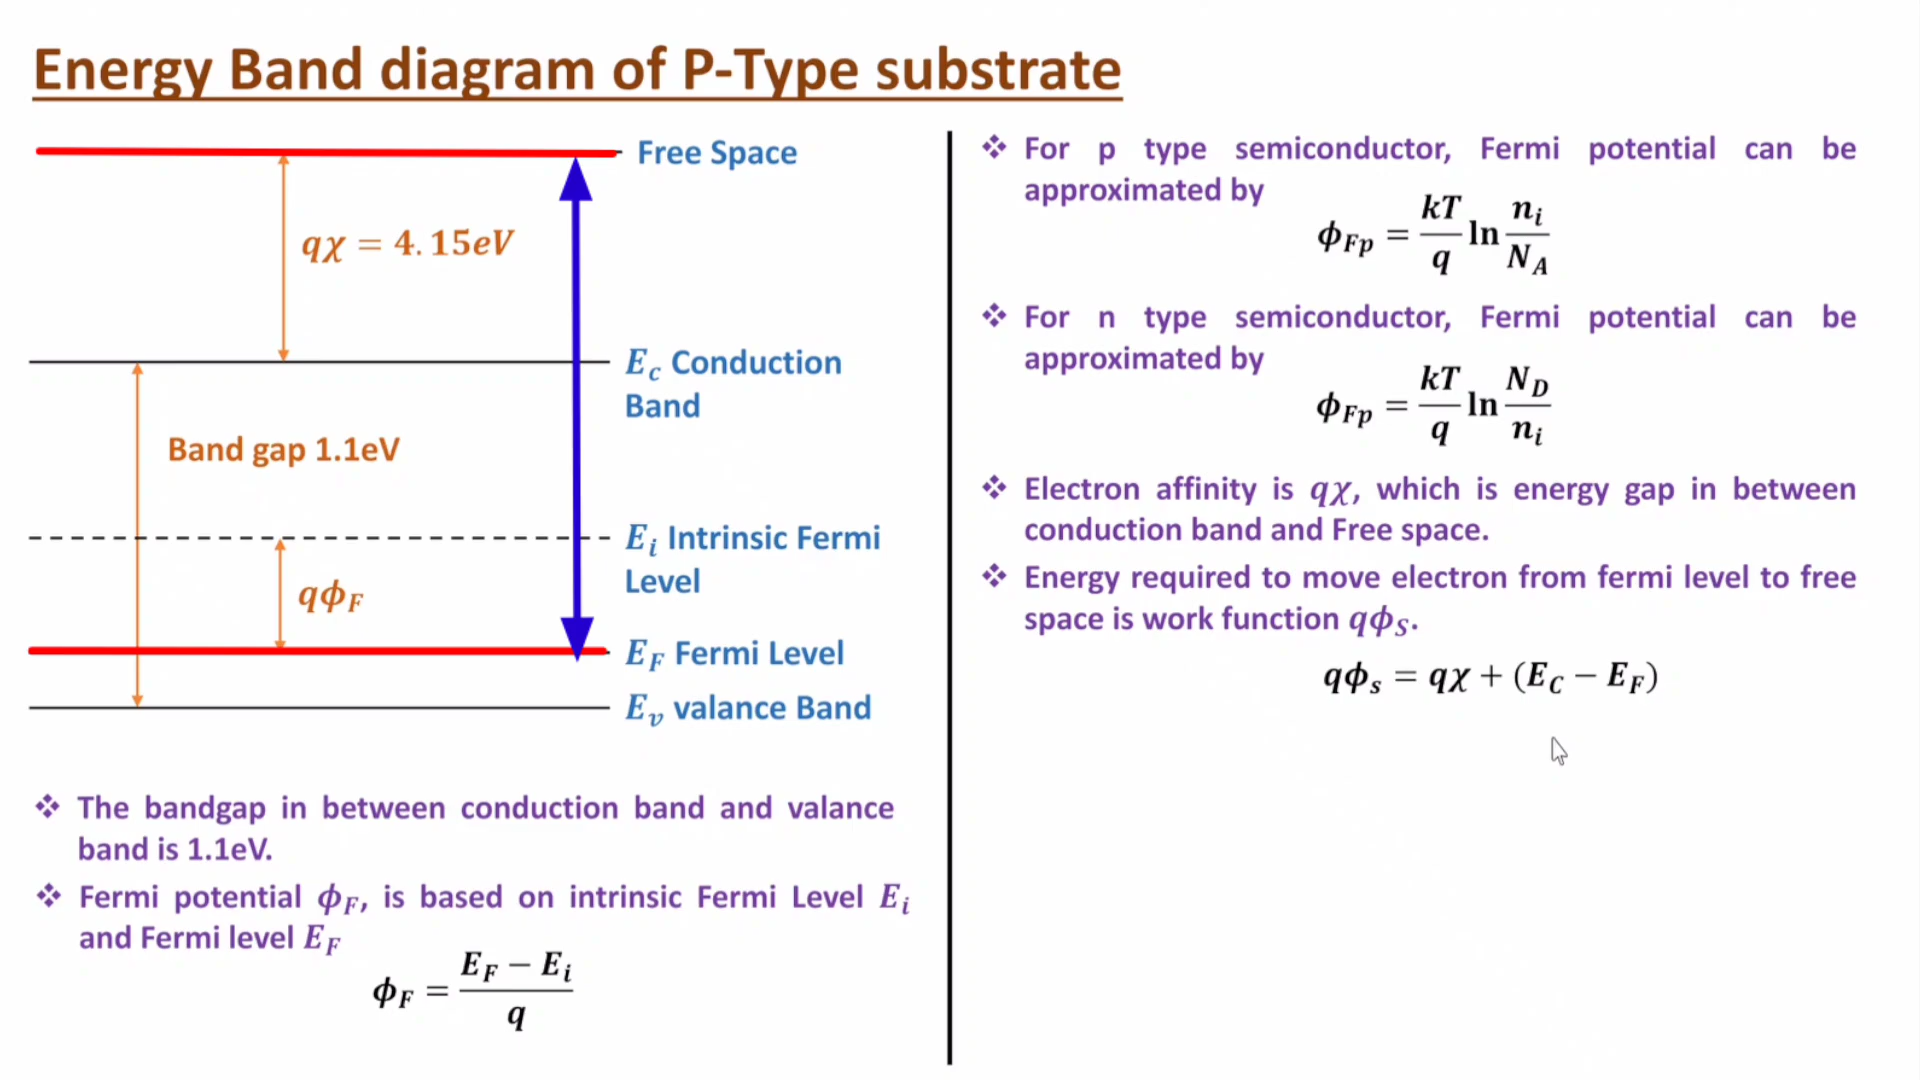 Energy Band diagram of P-Type substrate
Free Space
qχ = 4.15eV
E_c Conduction
Band
Band gap 1.1eV
E_i Intrinsic Fermi
Level
qϕ_F
E_F Fermi Level
E_v valance Band
❖ The bandgap in between conduction band and valance
band is 1.1eV.
❖ Fermi potential ϕ_F, is based on intrinsic Fermi Level E_i
and Fermi level E_F
ϕ_F = (E_F − E_i) / q
❖ For p type semiconductor, Fermi potential can be
approximated by
ϕ_Fp = kT/q ln n_i/N_A
❖ For n type semiconductor, Fermi potential can be
approximated by
ϕ_Fp = kT/q ln N_D/n_i
❖ Electron affinity is qχ, which is energy gap in between
conduction band and Free space.
❖ Energy required to move electron from fermi level to free
space is work function qϕ_S.
qϕ_s = qχ + (E_C − E_F)